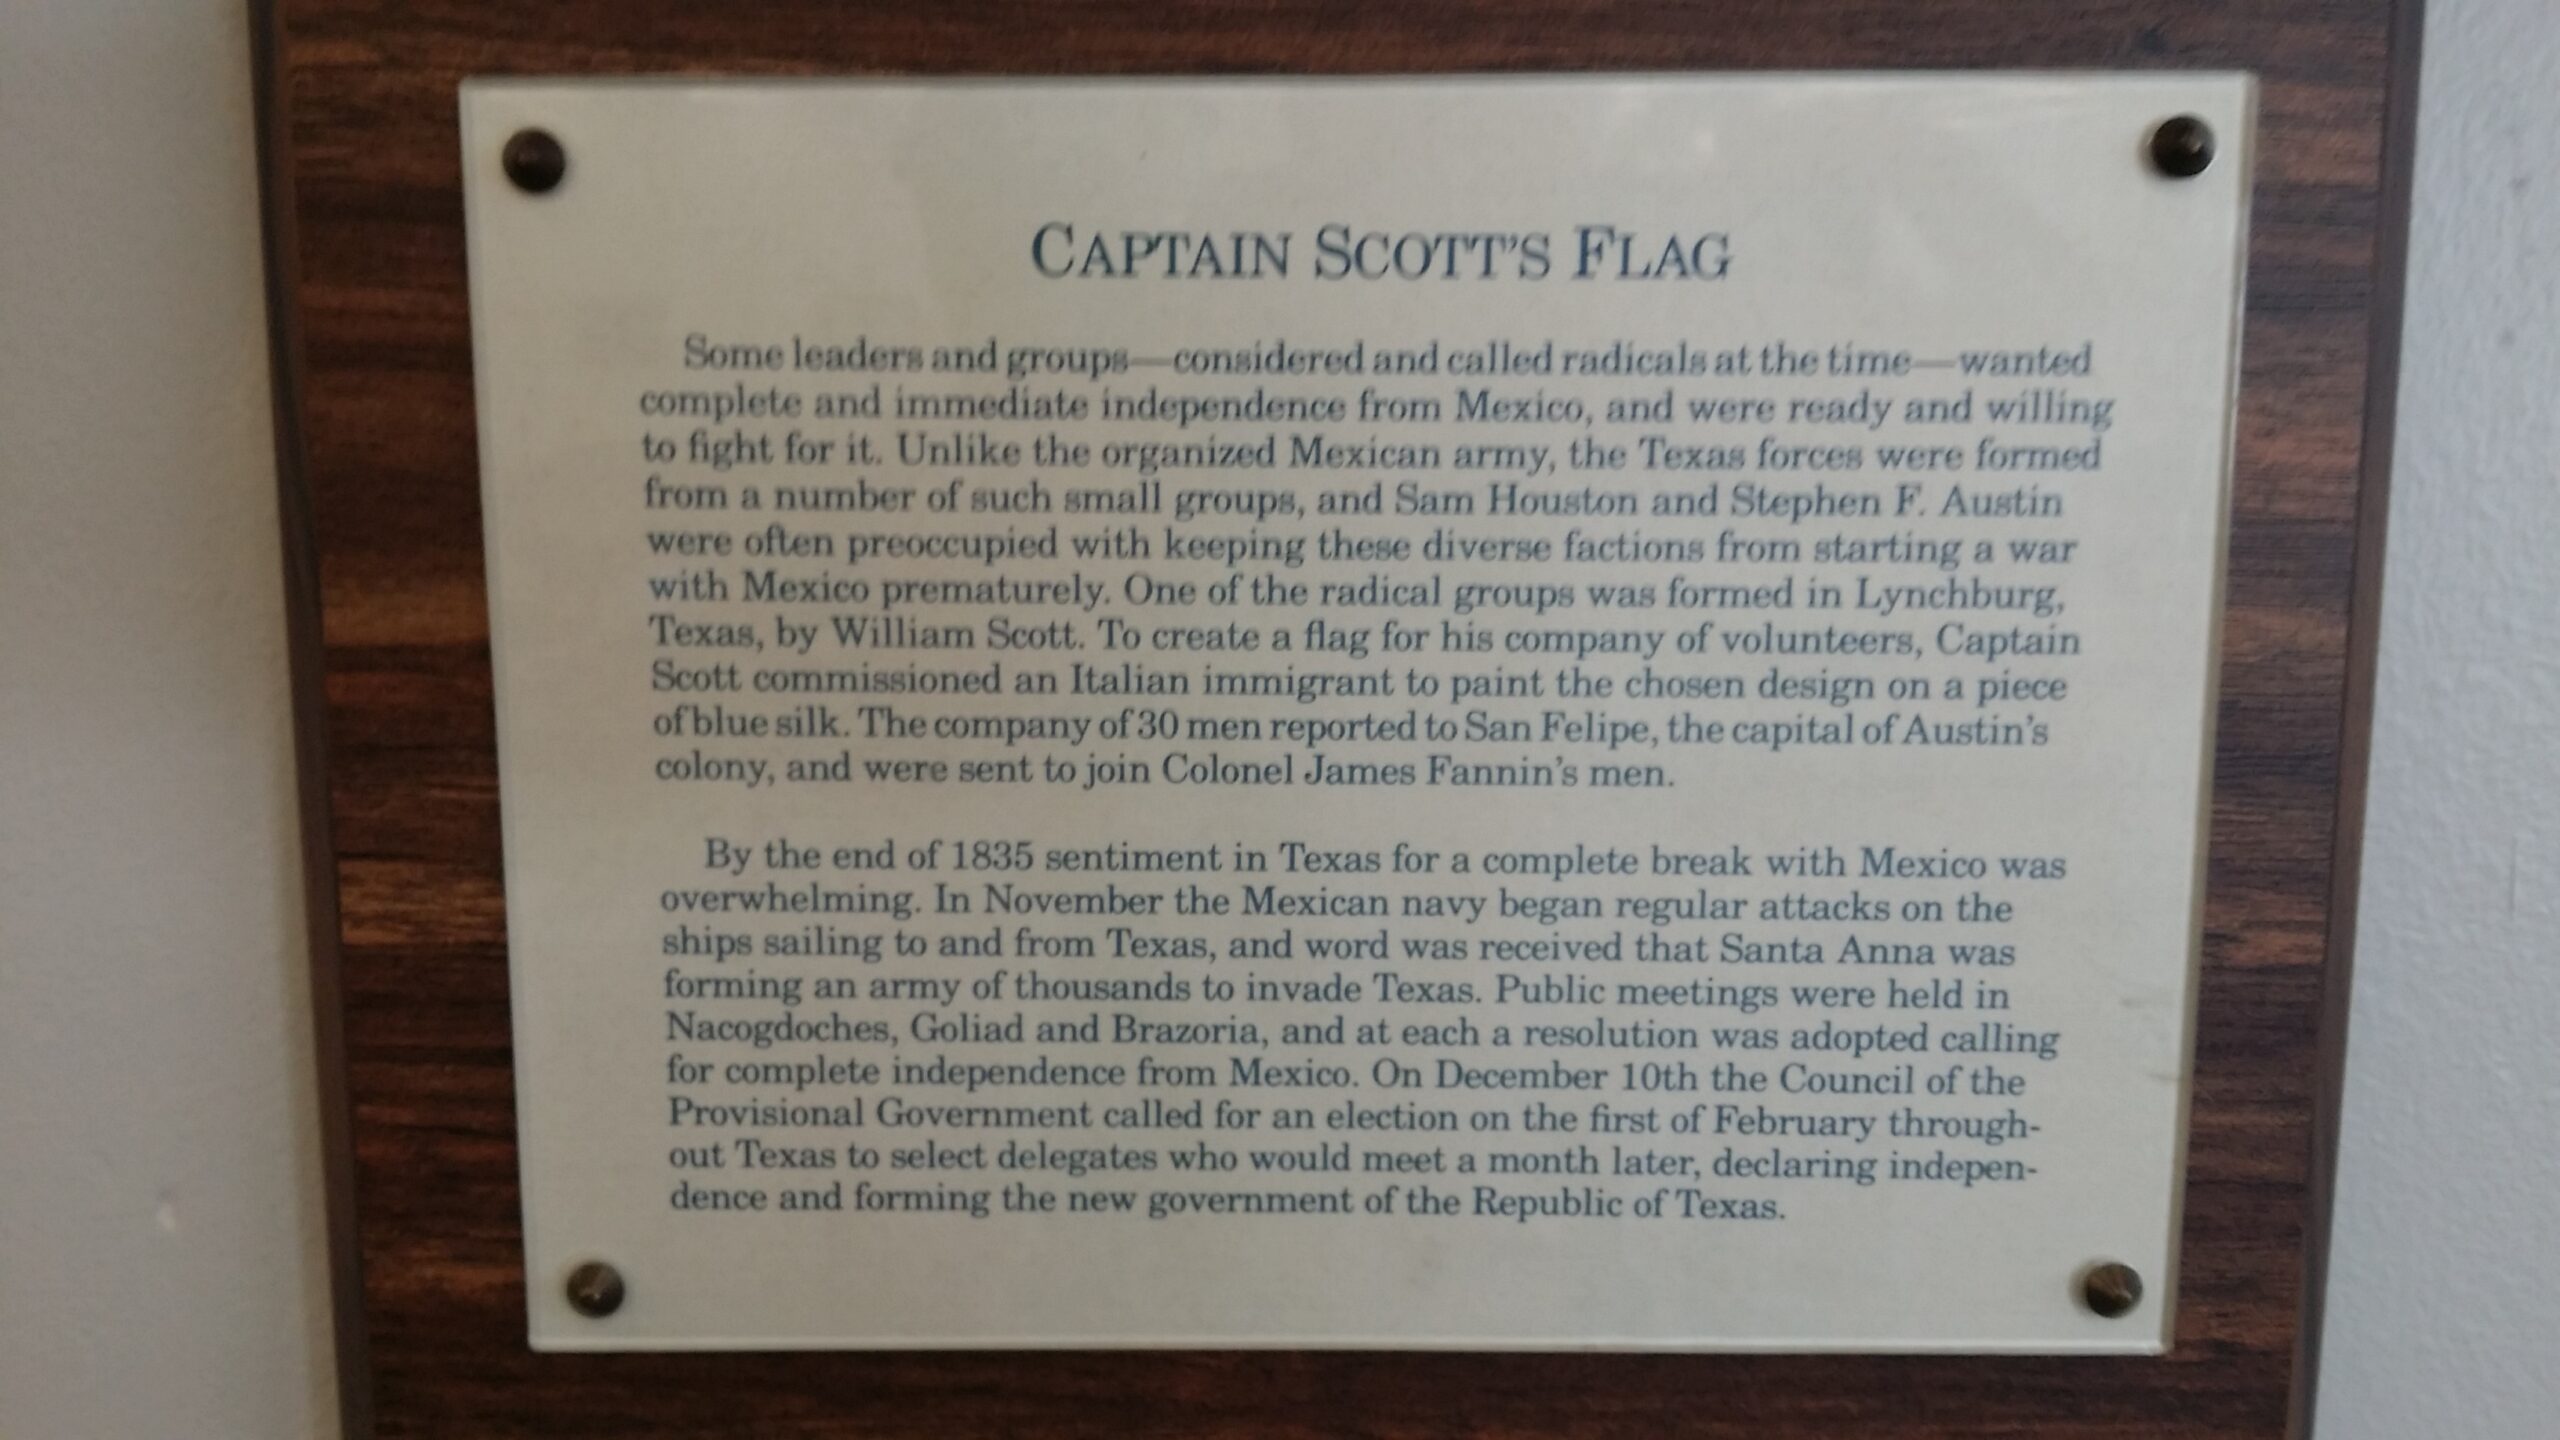 CAPTAIN SCOTT'S FLAG
Some leaders and groups—considered and called radicals at the time—wanted
complete and immediate independence from Mexico, and were ready and willing
to fight for it. Unlike the organized Mexican army, the Texas forces were formed
from a number of such small groups, and Sam Houston and Stephen F. Austin
were often preoccupied with keeping these diverse factions from starting a war
with Mexico prematurely. One of the radical groups was formed in Lynchburg,
Texas, by William Scott. To create a flag for his company of volunteers, Captain
Scott commissioned an Italian immigrant to paint the chosen design on a piece
of blue silk. The company of 30 men reported to San Felipe, the capital of Austin's
colony, and were sent to join Colonel James Fannin's men.
By the end of 1835 sentiment in Texas for a complete break with Mexico was
overwhelming. In November the Mexican navy began regular attacks on the
ships sailing to and from Texas, and word was received that Santa Anna was
forming an army of thousands to invade Texas. Public meetings were held in
Nacogdoches, Goliad and Brazoria, and at each a resolution was adopted calling
for complete independence from Mexico. On December 10th the Council of the
Provisional Government called for an election on the first of February through-
out Texas to select delegates who would meet a month later, declaring indepen-
dence and forming the new government of the Republic of Texas.